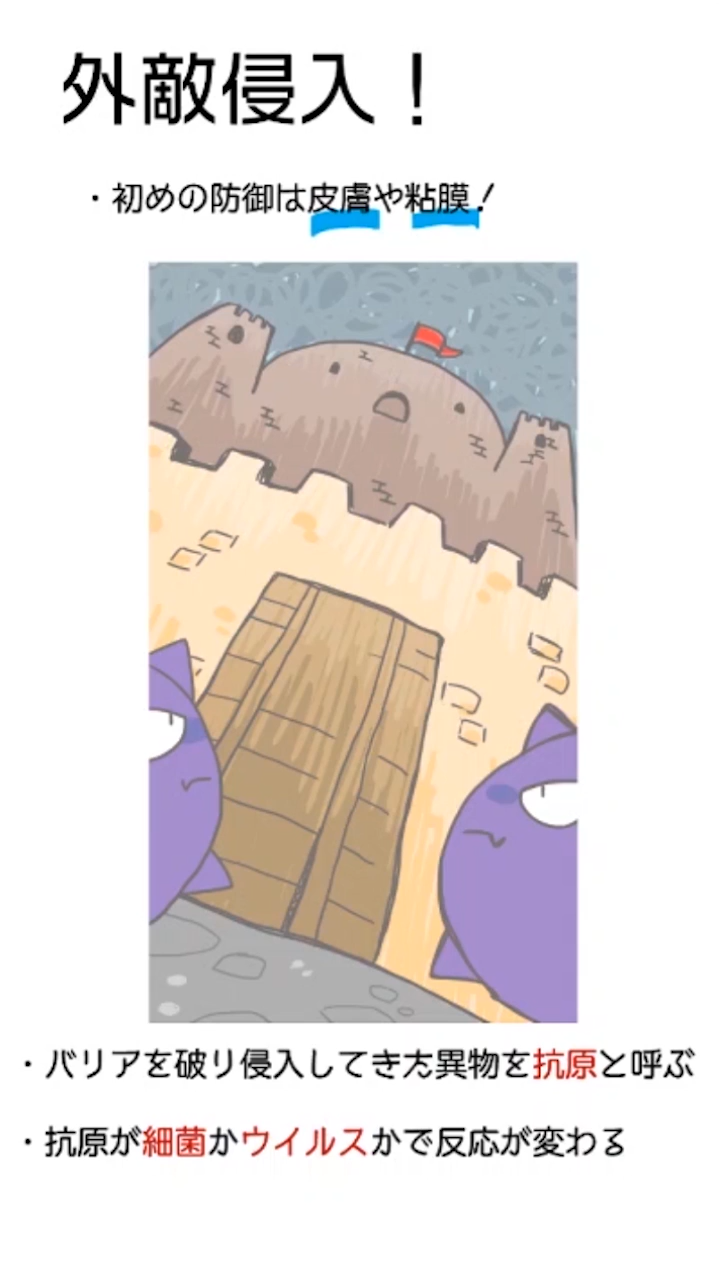 外敵侵入！
・初めの防御は皮膚や粘膜！
・バリアを破り侵入してきた異物を抗原と呼ぶ
・抗原が細菌かウイルスかで反応が変わる